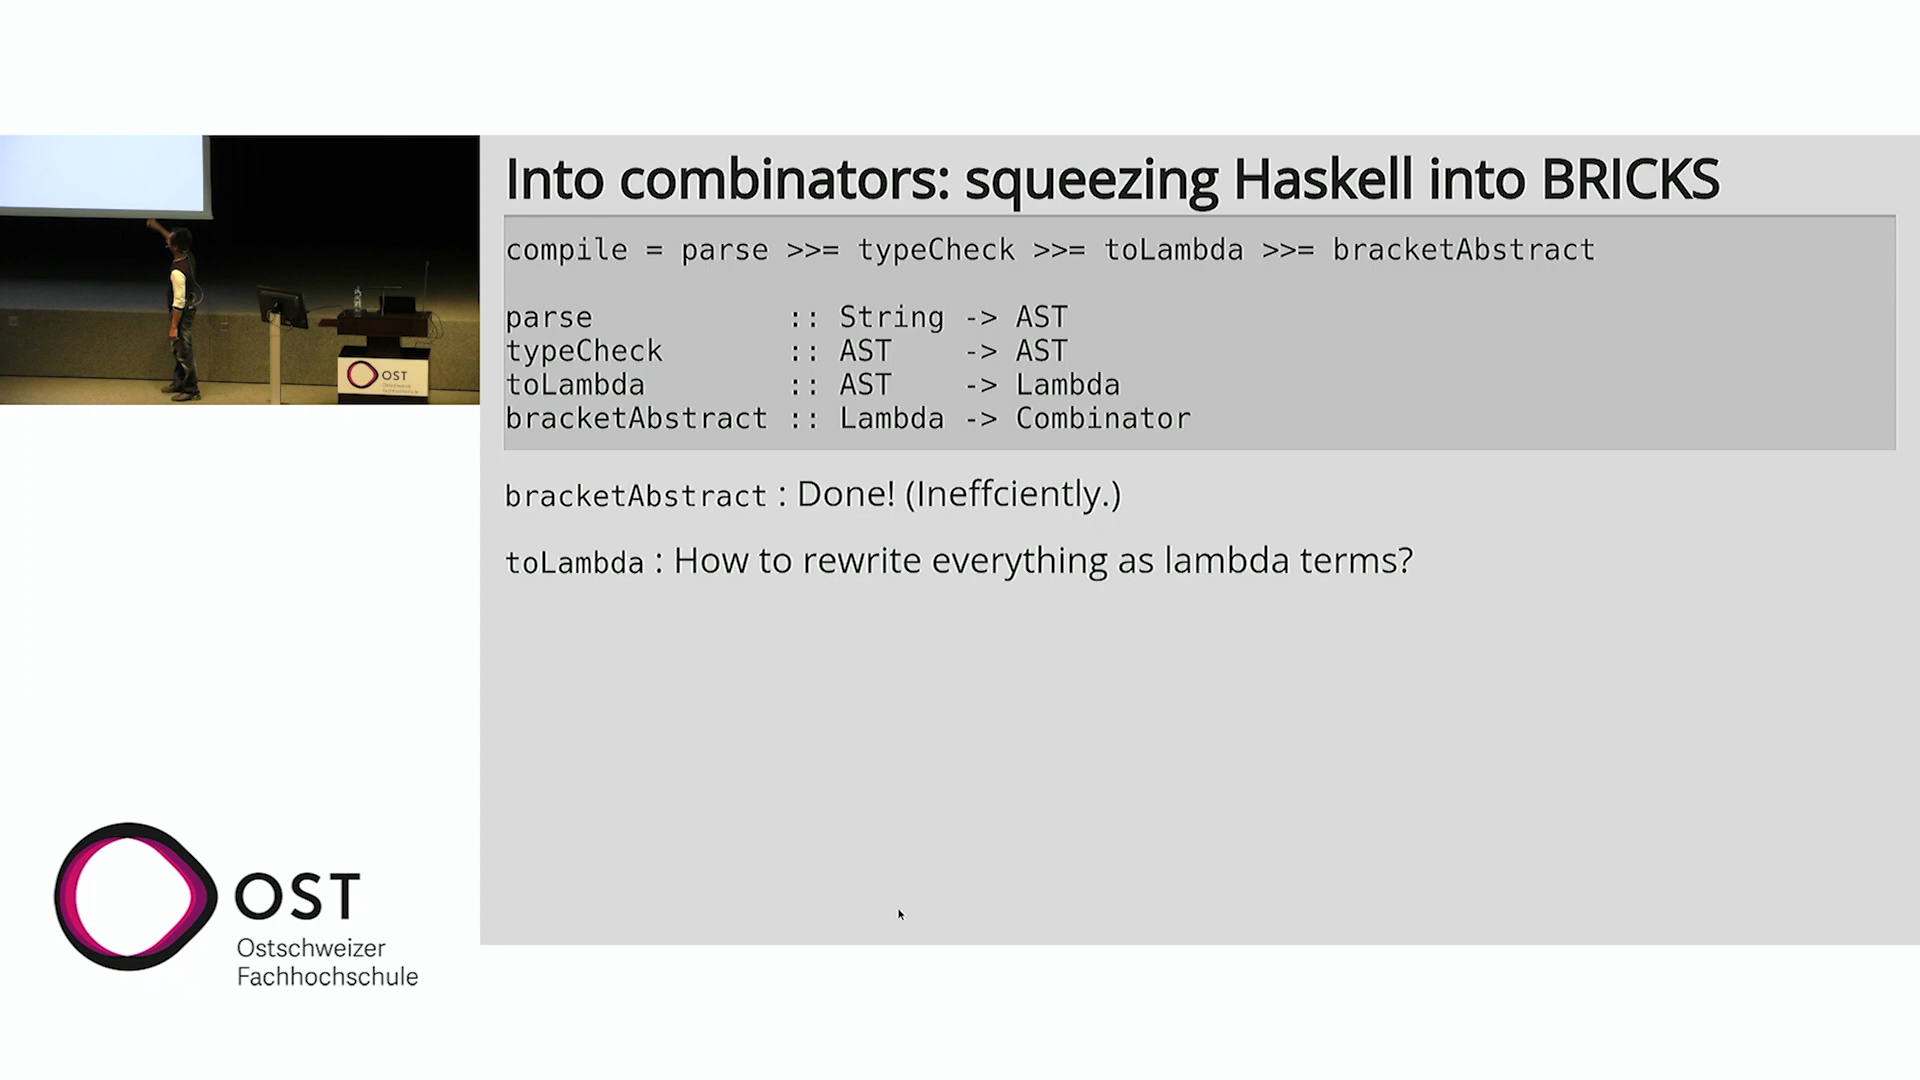 Into combinators: squeezing Haskell into BRICKS
compile = parse >>= typeCheck >>= toLambda >>= bracketAbstract
parse :: String -> AST
typeCheck :: AST -> AST
toLambda :: AST -> Lambda
bracketAbstract :: Lambda -> Combinator
bracketAbstract : Done! (Ineffciently.)
toLambda : How to rewrite everything as lambda terms?
OST
OST
Ostschweizer
Fachhochschule